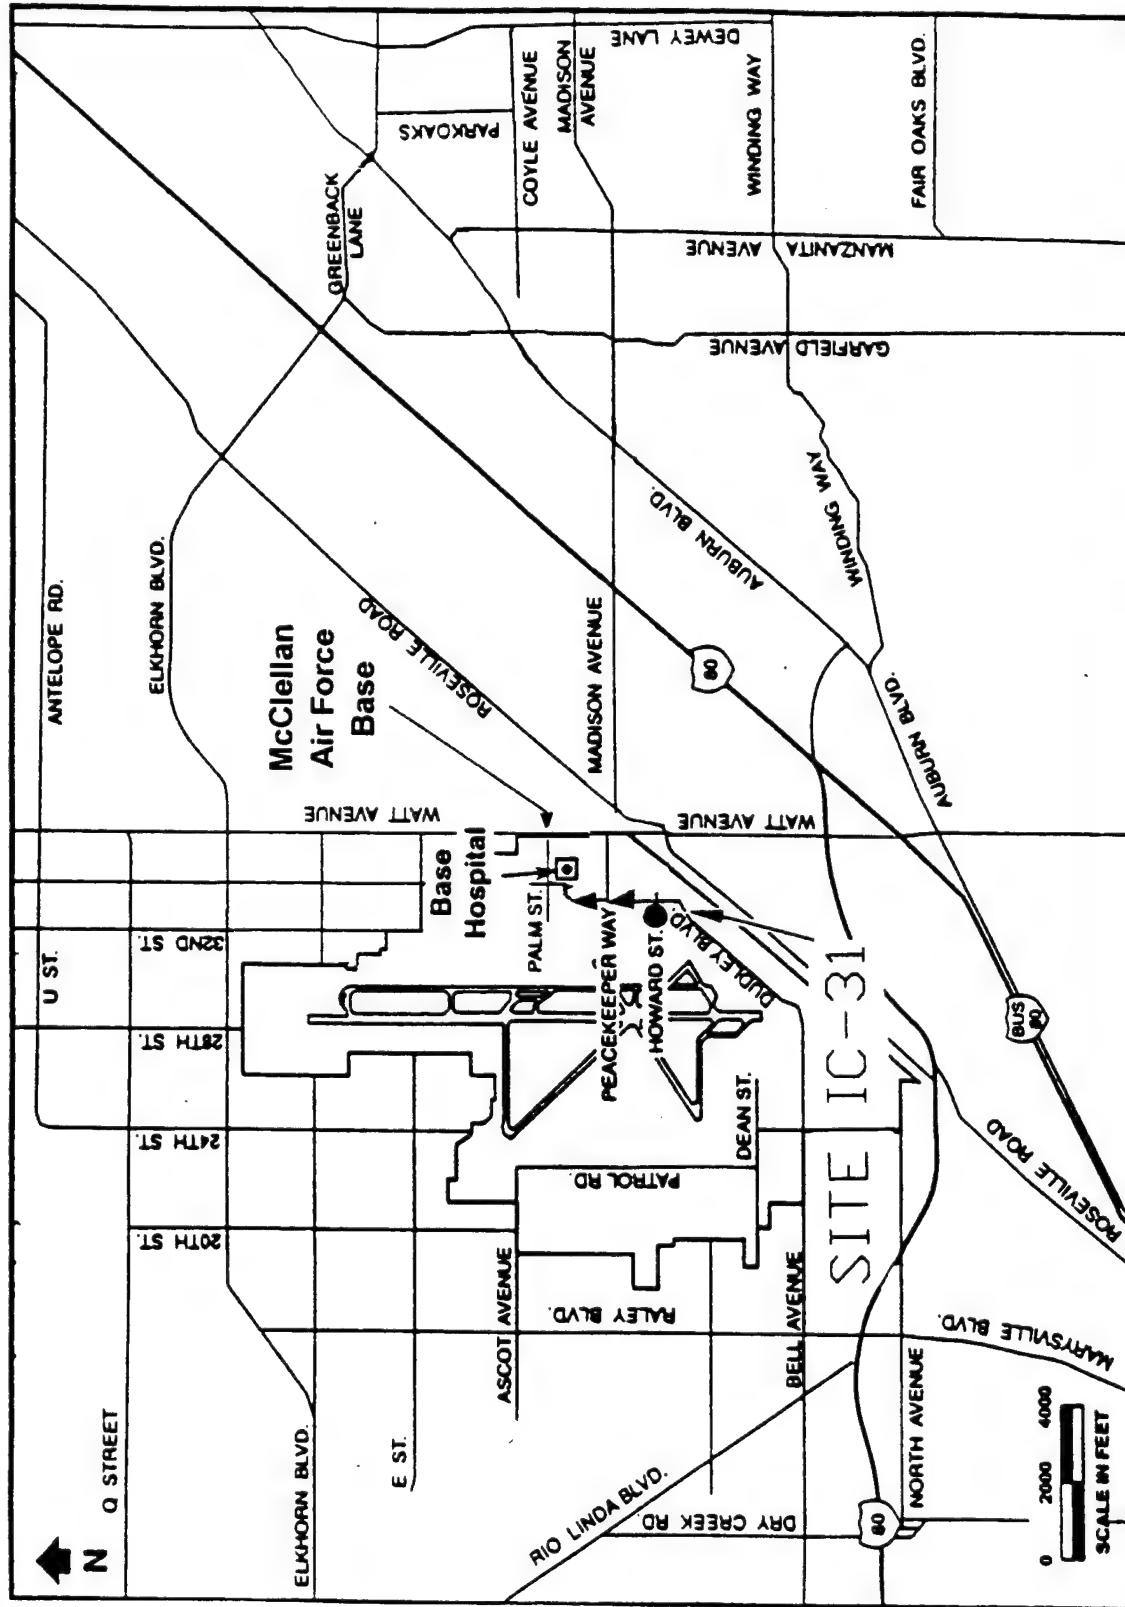 N
Q STREET
U ST.
ANTELOPE RD.
ELKHORN BLVD.
ELKHORN BLVD.
E ST.
20TH ST.
24TH ST.
28TH ST.
32ND ST.
WATT AVENUE
McClellan
Air Force
Base
Base
Hospital
PALM ST.
ROSEVILLE ROAD
GREENBACK
LANE
PARKOAKS
COYLE AVENUE
MADISON
AVENUE
DEWEY LANE
ASCOT AVENUE
PATROL RD.
RALEY BLVD.
PEACEKEEPER WAY
HOWARD ST.
DUDLEY BLVD.
MADISON AVENUE
WATT AVENUE
80
AUBURN BLVD.
GARFIELD AVENUE
MANZANITA AVENUE
WINDING WAY
FAIR OAKS BLVD.
WINDING WAY
RIO LINDA BLVD.
DRY CREEK RD.
BELL AVENUE
DEAN ST.
SITE IC-31
AUBURN BLVD.
BUS
80
80
NORTH AVENUE
MARYSVILLE BLVD.
ROSEVILLE ROAD
0 2000 4000
SCALE IN FEET